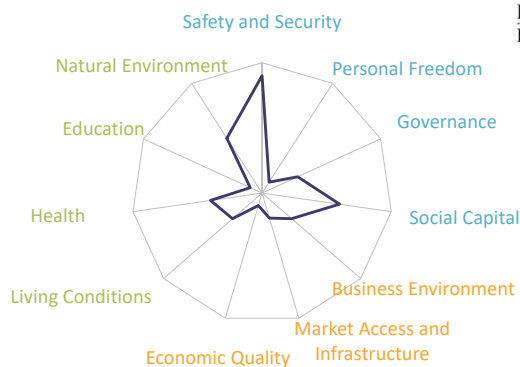 Safety and Security
Natural Environment
Personal Freedom
Education
Governance
Health
Social Capital
Living Conditions
Business Environment
Market Access and
Infrastructure
Economic Quality